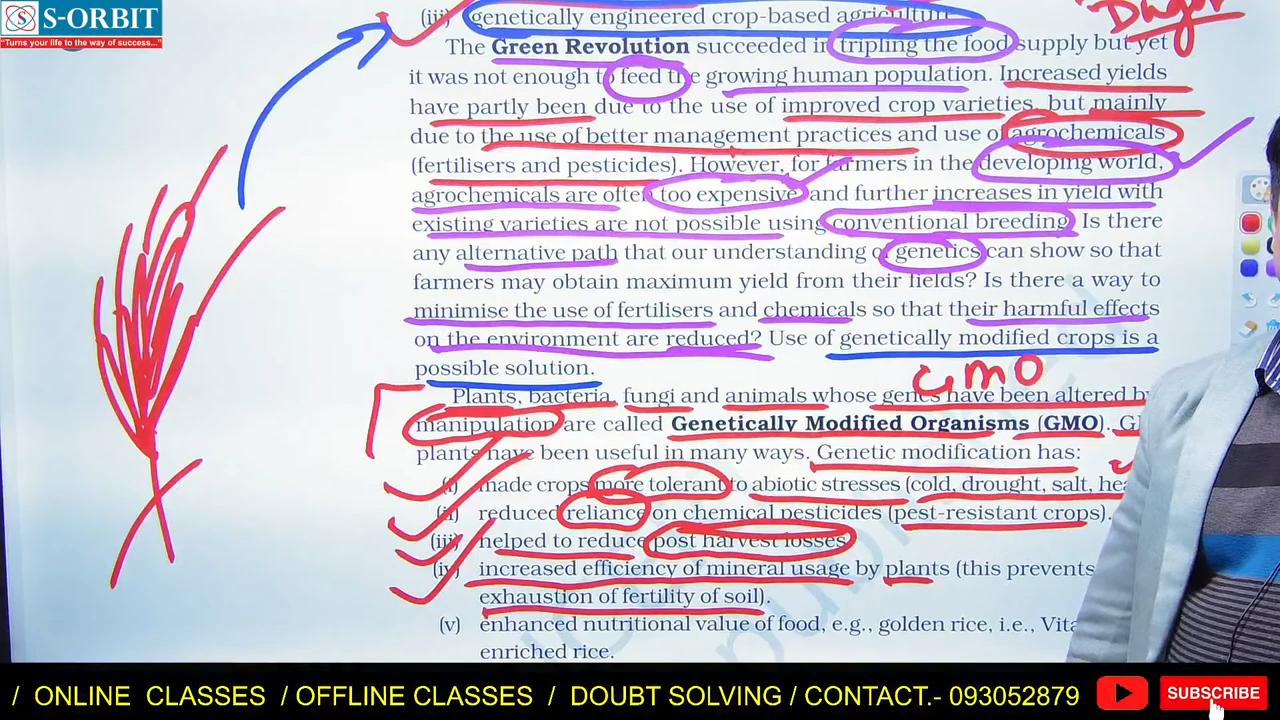 S-ORBIT
"Turns your life to the way of success..."
(iii) genetically engineered crop-based agriculture
The Green Revolution succeeded in tripling the food supply but yet
it was not enough to feed the growing human population. Increased yields
have partly been due to the use of improved crop varieties, but mainly
due to the use of better management practices and use of agrochemicals
(fertilisers and pesticides). However, for farmers in the developing world,
agrochemicals are often too expensive and further increases in yield with
existing varieties are not possible using conventional breeding. Is there
any alternative path that our understanding of genetics can show so that
farmers may obtain maximum yield from their fields? Is there a way to
minimise the use of fertilisers and chemicals so that their harmful effects
on the environment are reduced? Use of genetically modified crops is a
possible solution.
GMO
Plants, bacteria, fungi and animals whose genes have been altered by
manipulation are called Genetically Modified Organisms (GMO).
plants have been useful in many ways. Genetic modification has:
(i) made crops more tolerant to abiotic stresses (cold, drought, salt,
(ii) reduced reliance on chemical pesticides (pest-resistant crops).
(iii) helped to reduce post harvest losses
(iv) increased efficiency of mineral usage by plants (this prevents
exhaustion of fertility of soil).
(v) enhanced nutritional value of food, e.g., golden rice, i.e.,
enriched rice.
/ ONLINE CLASSES / OFFLINE CLASSES / DOUBT SOLVING / CONTACT.- 093052879
SUBSCRIBE